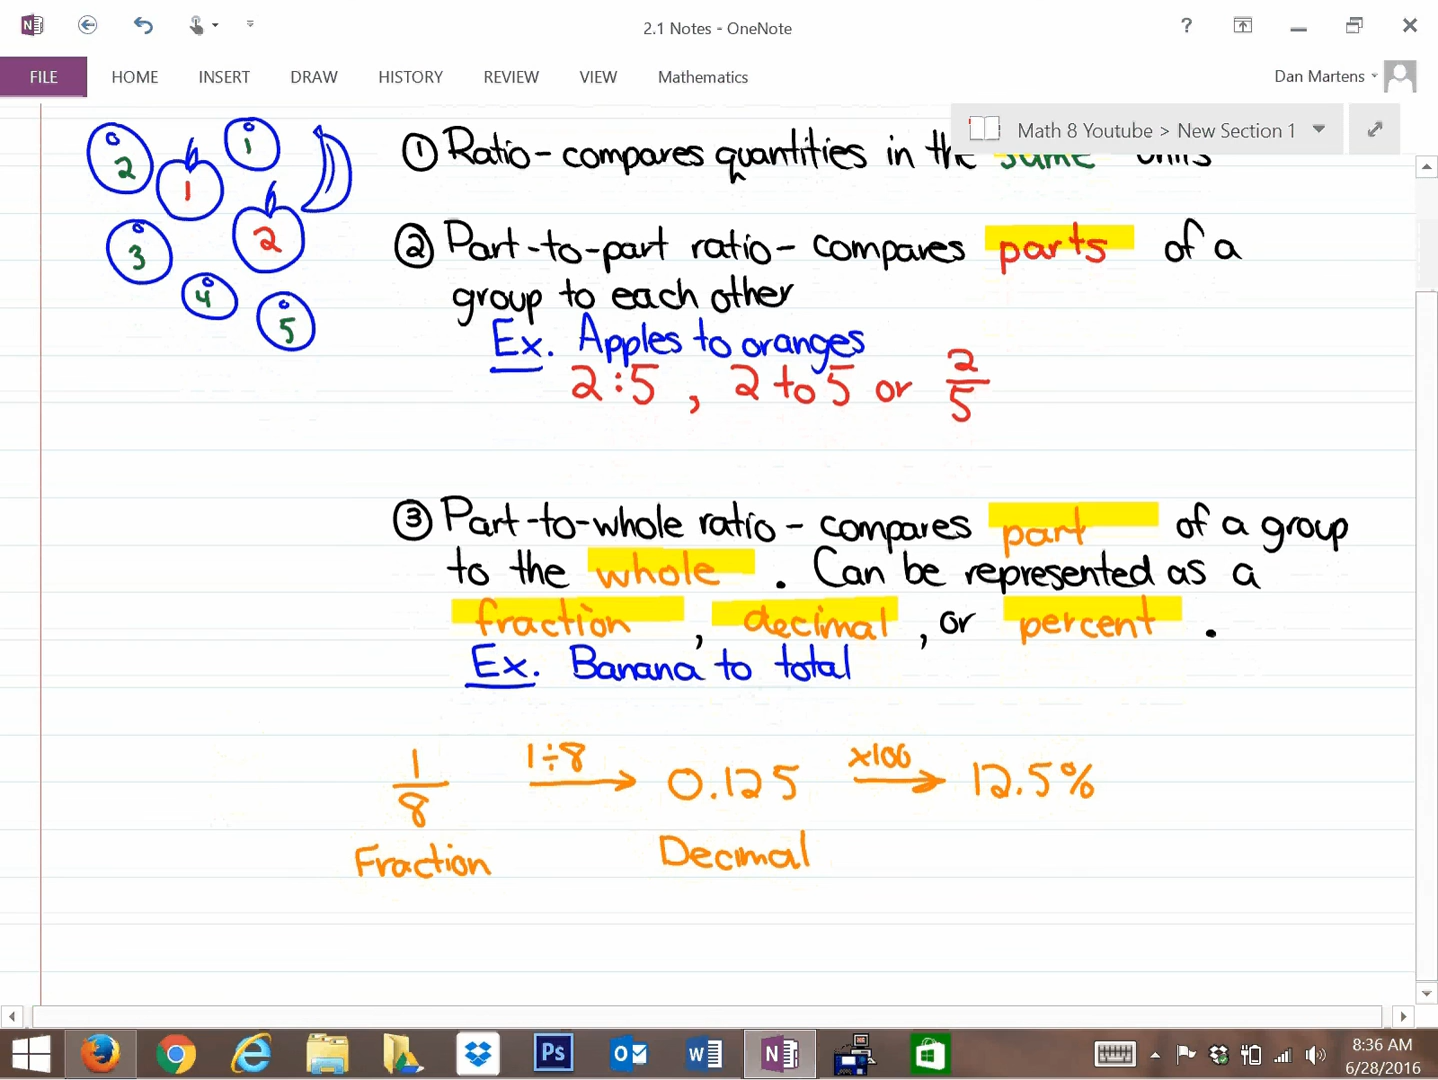 2.1 Notes - OneNote
?
FILE HOME INSERT DRAW HISTORY REVIEW VIEW Mathematics
Dan Martens
Math 8 Youtube > New Section 1
2 1 1 2 3 4 5
① Ratio - compares quantities in the same units
② Part-to-part ratio - compares parts of a
group to each other
Ex. Apples to oranges
2:5, 2 to 5 or 2/5
③ Part-to-whole ratio - compares part of a group
to the whole. Can be represented as a
fraction, decimal, or percent.
Ex. Banana to total
1/8 1÷8 → 0.125 ×100 → 12.5%
Fraction Decimal
Ps
8:36 AM
6/28/2016